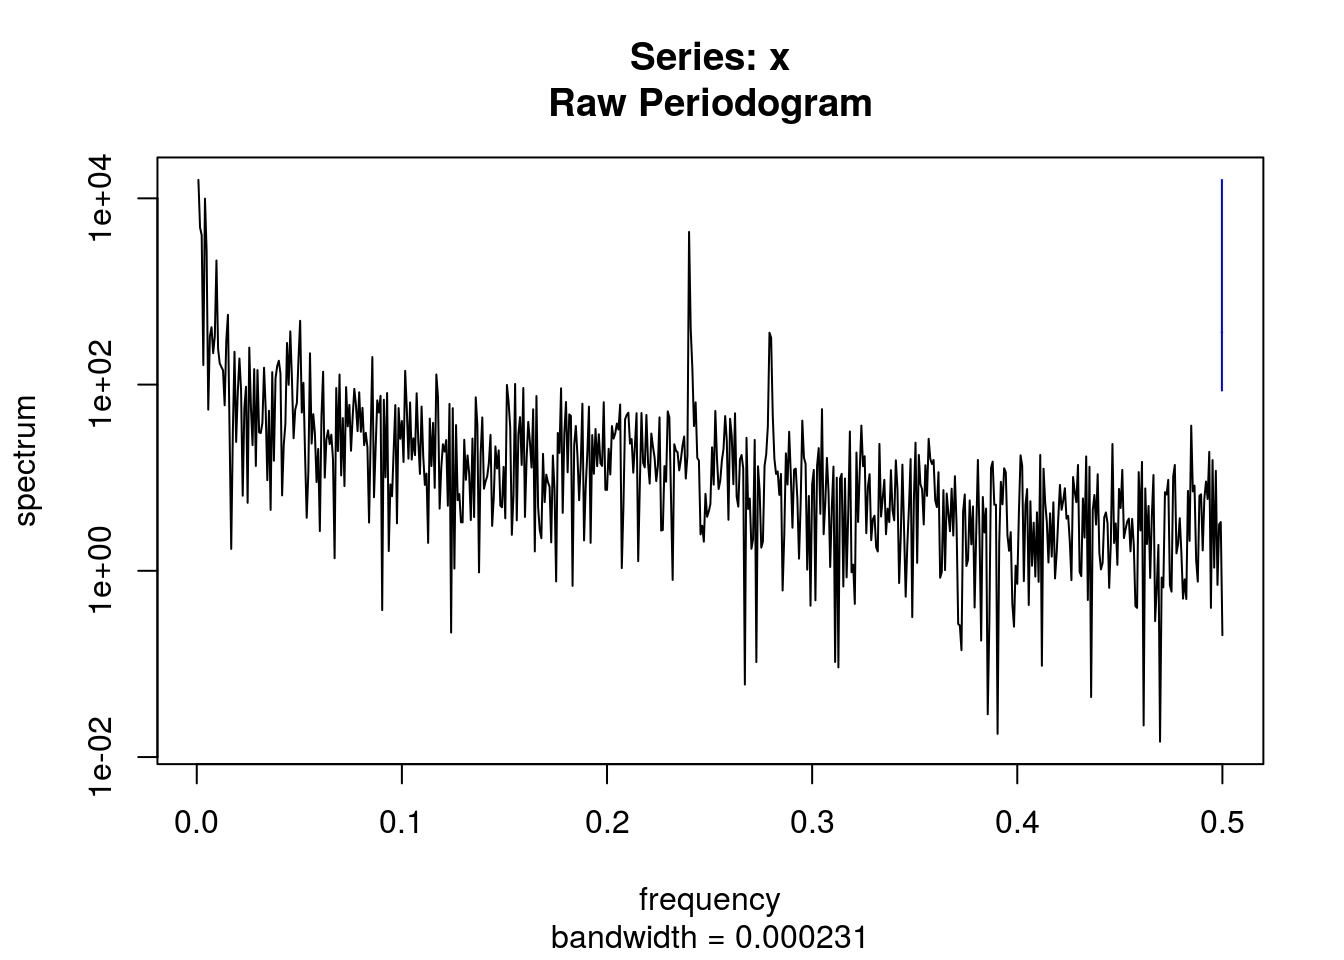 Series: x
Raw Periodogram
1e+04
1e+02
1e+00
1e-02
spectrum
0.0 0.1 0.2 0.3 0.4 0.5
frequency
bandwidth = 0.000231